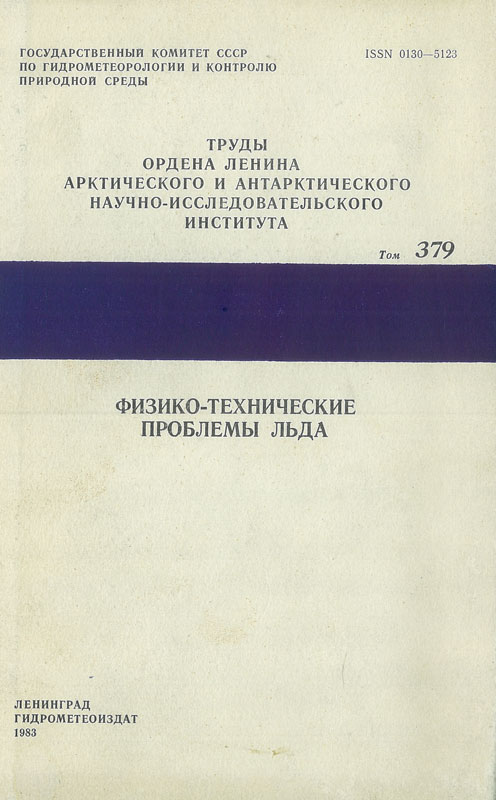 ГОСУДАРСТВЕННЫЙ КОМИТЕТ СССР
ПО ГИДРОМЕТЕОРОЛОГИИ И КОНТРОЛЮ
ПРИРОДНОЙ СРЕДЫ
ISSN 0130—5123
ТРУДЫ
ОРДЕНА ЛЕНИНА
АРКТИЧЕСКОГО И АНТАРКТИЧЕСКОГО
НАУЧНО-ИССЛЕДОВАТЕЛЬСКОГО
ИНСТИТУТА
Том 379
ФИЗИКО-ТЕХНИЧЕСКИЕ
ПРОБЛЕМЫ ЛЬДА
ЛЕНИНГРАД
ГИДРОМЕТЕОИЗДАТ
1983